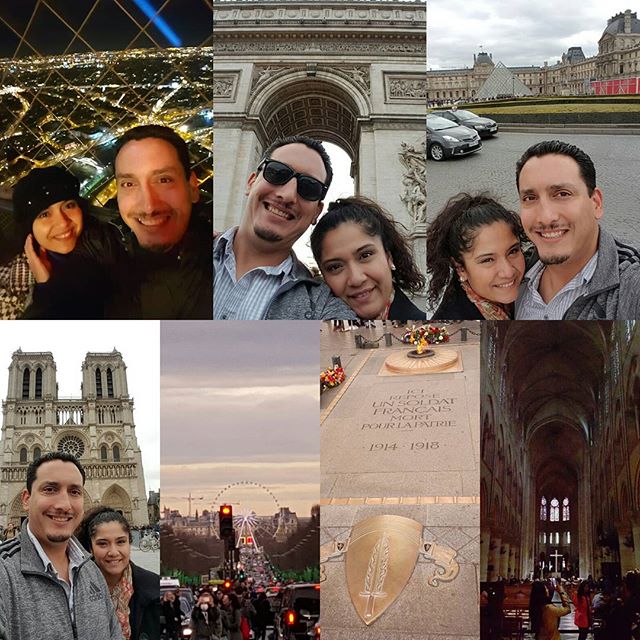 ICI
REPOSE
UN SOLDAT
FRANÇAIS
MORT
POUR LA PATRIE
1914 · 1918